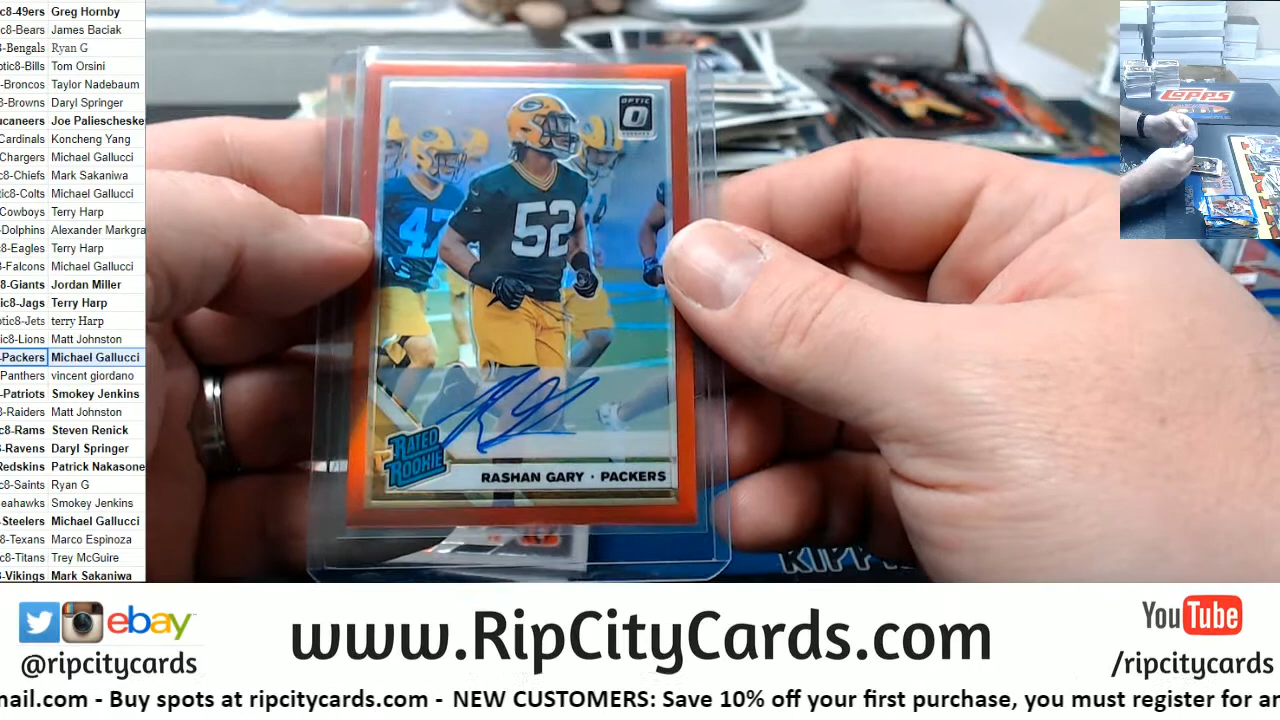 c8-49ers Greg Hornby
c8-Bears James Baciak
3-Bengals Ryan G
otic8-Bills Tom Orsini
-Broncos Taylor Nadebaum
-Browns Daryl Springer
ucaneers Joe Paliescheske
Cardinals Koncheng Yang
Chargers Michael Gallucci
-Chiefs Mark Sakaniwa
tic8-Colts Michael Gallucci
Cowboys Terry Harp
-Dolphins Alexander Markgra
c8-Eagles Terry Harp
-Falcons Michael Gallucci
-Giants Jordan Miller
ic8-Jags Terry Harp
otic8-Jets terry Harp
ic8-Lions Matt Johnston
-Packers Michael Gallucci
Panthers vincent giordano
-Patriots Smokey Jenkins
8-Raiders Matt Johnston
c8-Rams Steven Renick
-Ravens Daryl Springer
Redskins Patrick Nakasone
c8-Saints Ryan G
eahawks Smokey Jenkins
-Steelers Michael Gallucci
8-Texans Marco Espinoza
ic8-Titans Trey McGuire
8-Vikings Mark Sakaniwa
OPTIC
47
52
RATED
ROOKIE
RASHAN GARY · PACKERS
Topps
RIPP
ebay
@ripcitycards
www.RipCityCards.com
YouTube
/ripcitycards
mail.com - Buy spots at ripcitycards.com - NEW CUSTOMERS: Save 10% off your first purchase, you must register for an